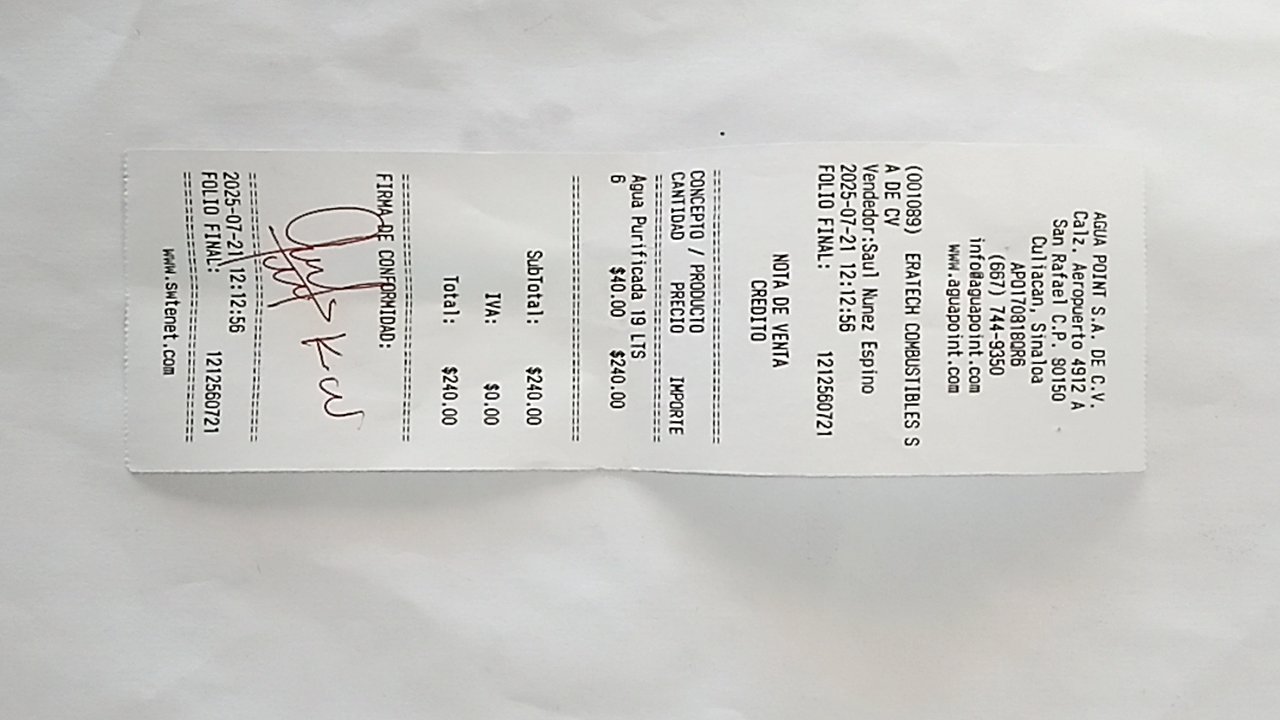 AGUA POINT S.A. DE C.V.
Calz. Aeropuerto 4912 A
San Rafael C.P. 80150
Culiacan, Sinaloa
APO170818QR6
(667) 744-9350
info@aguapoint.com
www.aguapoint.com
(001089) ERATECH COMBUSTIBLES S
A DE CV
Vendedor:Saul Nunez Espino
2025-07-21 12:12:56
FOLIO FINAL: 1212560721
NOTA DE VENTA
CREDITO
==============================
CONCEPTO / PRODUCTO
CANTIDAD PRECIO IMPORTE
==============================
Agua Purificada 19 LTS
6 $40.00 $240.00
==============================
SubTotal: $240.00
IVA: $0.00
Total: $240.00
==============================
FIRMA DE CONFORMIDAD:
==============================
2025-07-21 12:12:56
FOLIO FINAL: 1212560721
==============================
www.swtenet.com